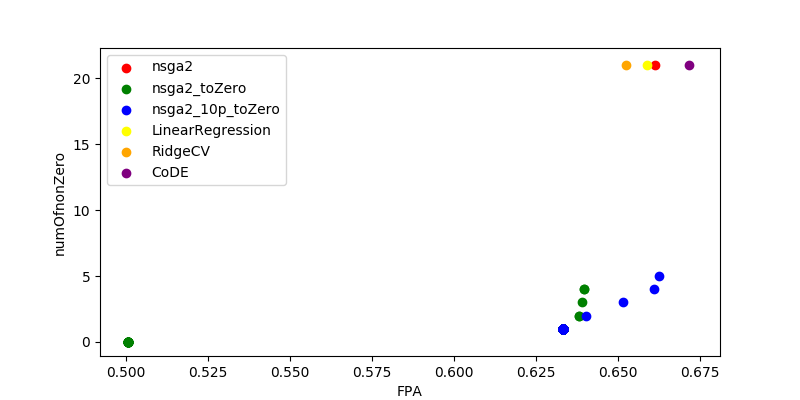 nsga2
nsga2_toZero
nsga2_10p_toZero
LinearRegression
RidgeCV
CoDE
numOfnonZero
20
15
10
5
0
0.500 0.525 0.550 0.575 0.600 0.625 0.650 0.675
FPA